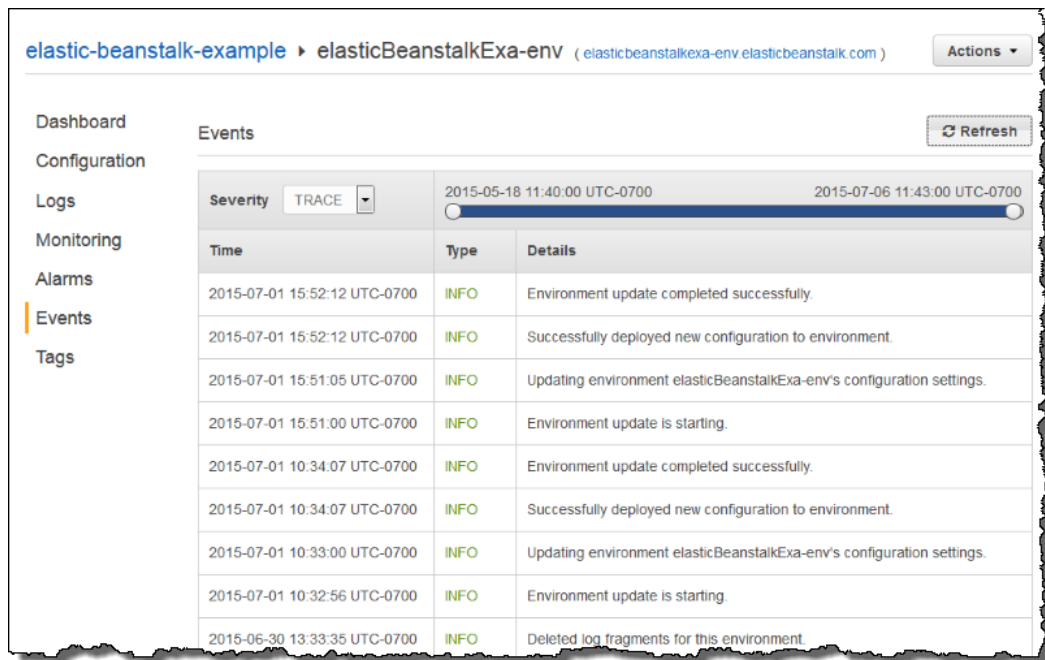 elastic-beanstalk-example ▸ elasticBeanstalkExa-env ( elasticbeanstalkexa-env.elasticbeanstalk.com ) Actions
Dashboard
Configuration
Logs
Monitoring
Alarms
Events
Tags
Events Refresh
Severity TRACE 2015-05-18 11:40:00 UTC-0700 2015-07-06 11:43:00 UTC-0700
Time Type Details
2015-07-01 15:52:12 UTC-0700 INFO Environment update completed successfully.
2015-07-01 15:52:12 UTC-0700 INFO Successfully deployed new configuration to environment.
2015-07-01 15:51:05 UTC-0700 INFO Updating environment elasticBeanstalkExa-env's configuration settings.
2015-07-01 15:51:00 UTC-0700 INFO Environment update is starting.
2015-07-01 10:34:07 UTC-0700 INFO Environment update completed successfully.
2015-07-01 10:34:07 UTC-0700 INFO Successfully deployed new configuration to environment.
2015-07-01 10:33:00 UTC-0700 INFO Updating environment elasticBeanstalkExa-env's configuration settings.
2015-07-01 10:32:56 UTC-0700 INFO Environment update is starting.
2015-06-30 13:33:35 UTC-0700 INFO Deleted log fragments for this environment.